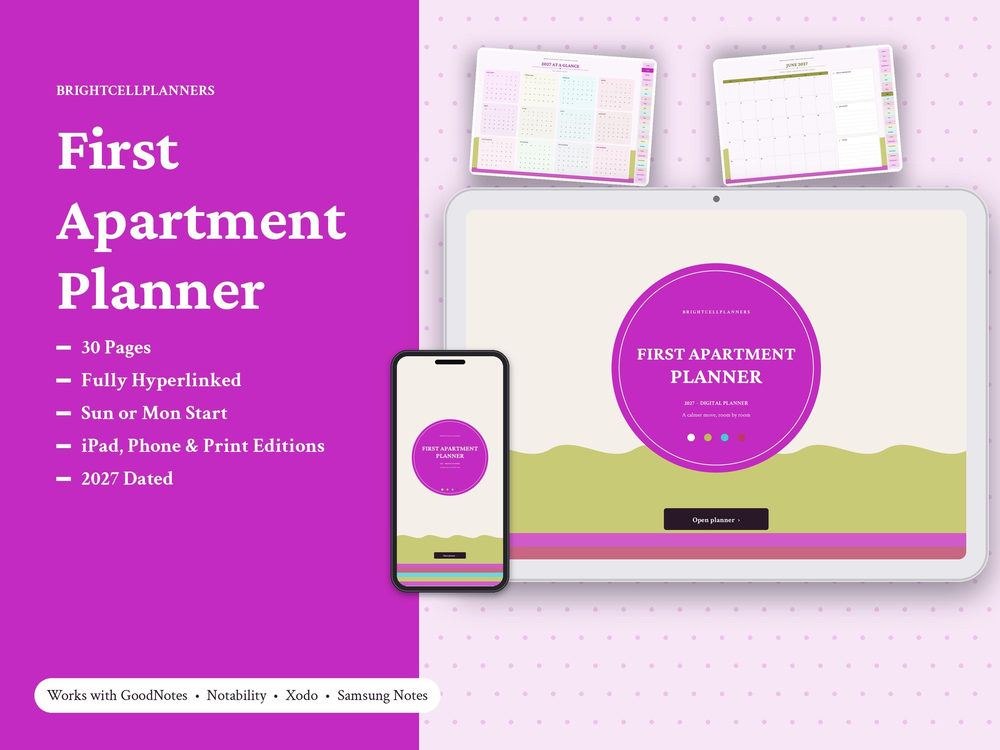 BRIGHTCELLPLANNERS
First
Apartment
Planner
30 Pages
Fully Hyperlinked
Sun or Mon Start
iPad, Phone & Print Editions
2027 Dated
Works with GoodNotes • Notability • Xodo • Samsung Notes
2027 AT A GLANCE
JUNE 2027
BRIGHTCELLPLANNERS
FIRST APARTMENT
PLANNER
2027 · DIGITAL PLANNER
A calmer move, room by room
Open planner ›
FIRST APARTMENT
PLANNER